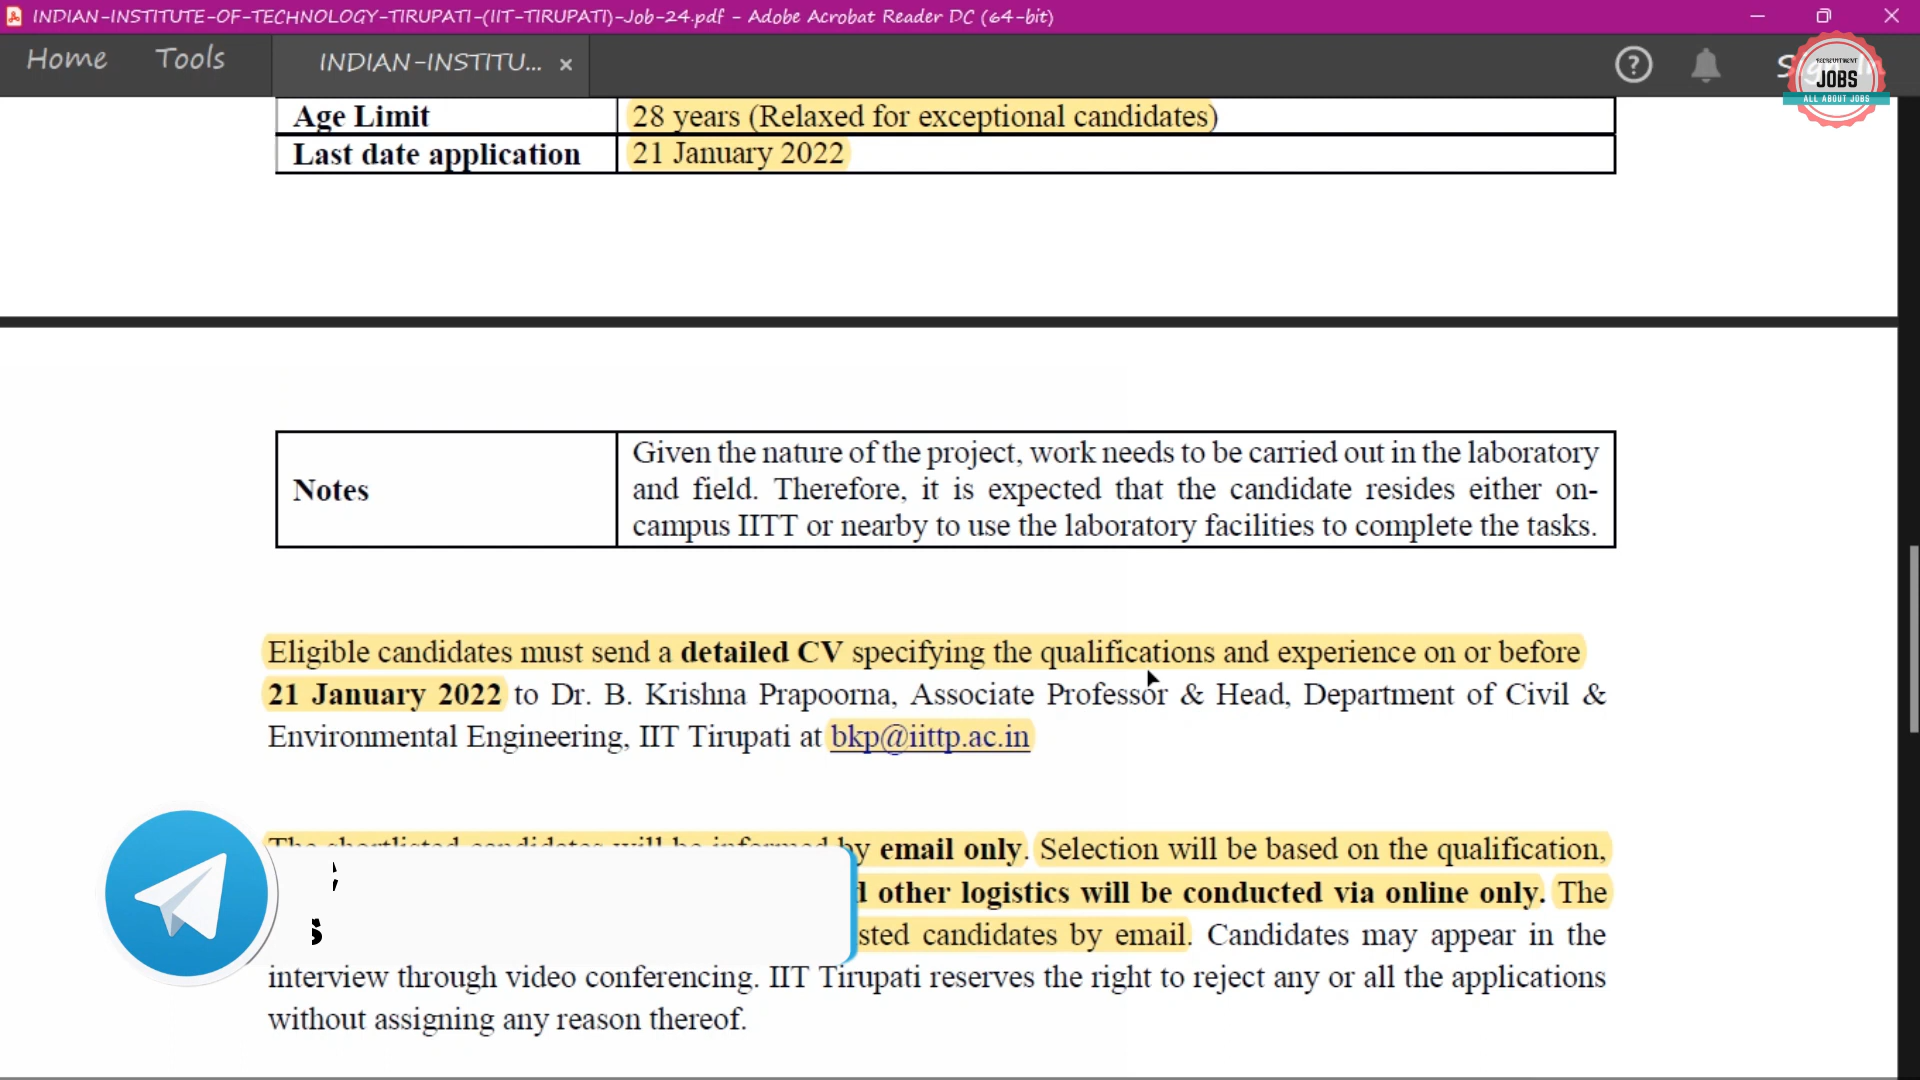 INDIAN-INSTITUTE-OF-TECHNOLOGY-TIRUPATI-(IIT-TIRUPATI)-Job-24.pdf - Adobe Acrobat Reader DC (64-bit)
Home Tools INDIAN-INSTITU... × ?
RECRUITMENT
JOBS
ALL ABOUT JOBS
Age Limit 28 years (Relaxed for exceptional candidates)
Last date application 21 January 2022
Notes Given the nature of the project, work needs to be carried out in the laboratory
and field. Therefore, it is expected that the candidate resides either on-
campus IITT or nearby to use the laboratory facilities to complete the tasks.
Eligible candidates must send a detailed CV specifying the qualifications and experience on or before
21 January 2022 to Dr. B. Krishna Prapoorna, Associate Professor & Head, Department of Civil &
Environmental Engineering, IIT Tirupati at bkp@iittp.ac.in
The shortlisted candidates will be informed by email only. Selection will be based on the qualification,
other logistics will be conducted via online only. The
candidates by email. Candidates may appear in the
interview through video conferencing. IIT Tirupati reserves the right to reject any or all the applications
without assigning any reason thereof.